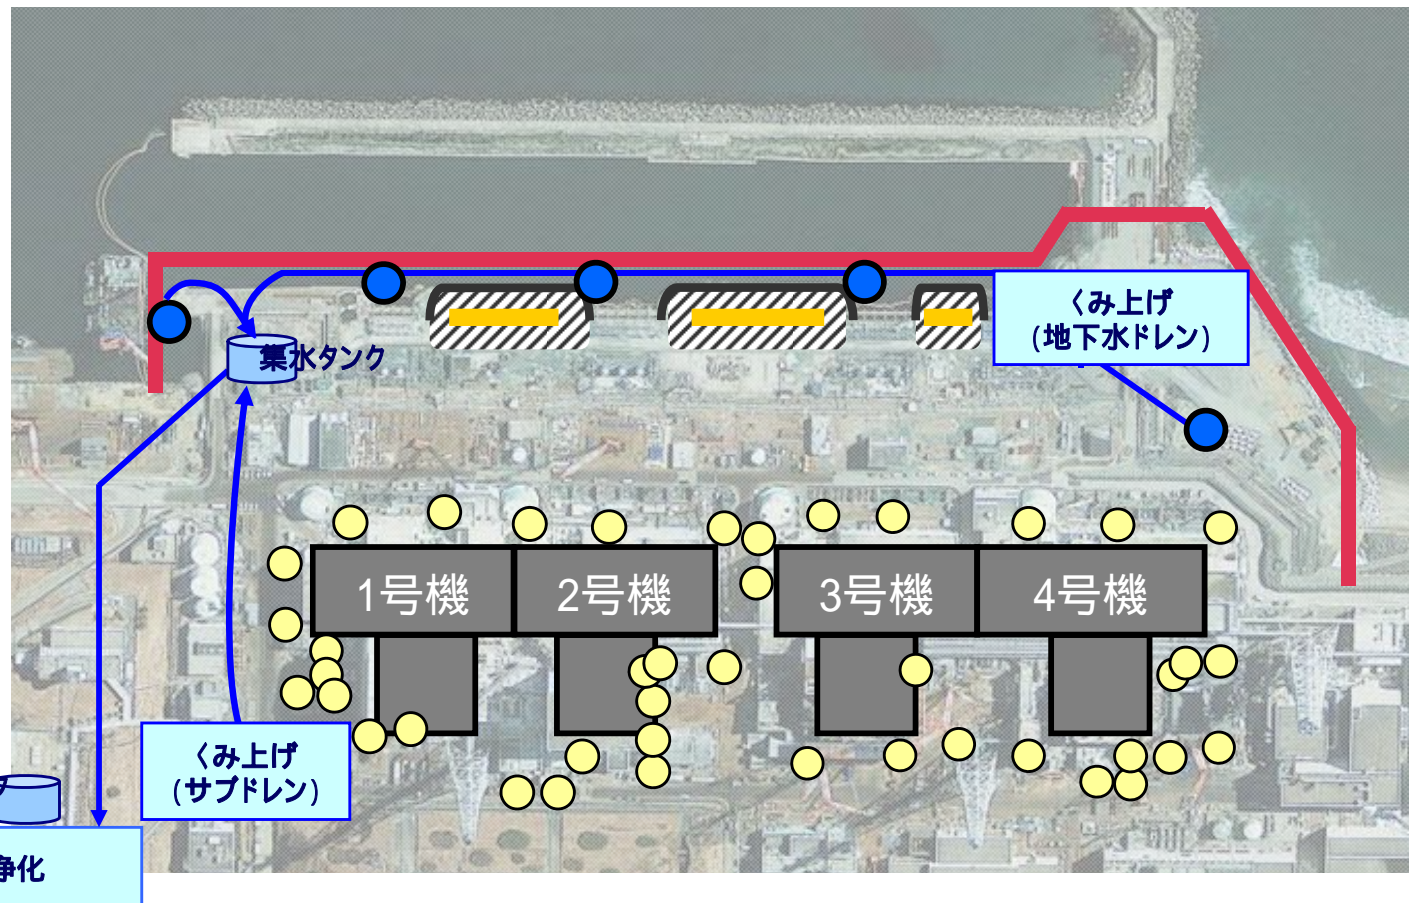 くみ上げ
(地下水ドレン)
集水タンク
1号機
2号機
3号機
4号機
くみ上げ
(サブドレン)
浄化